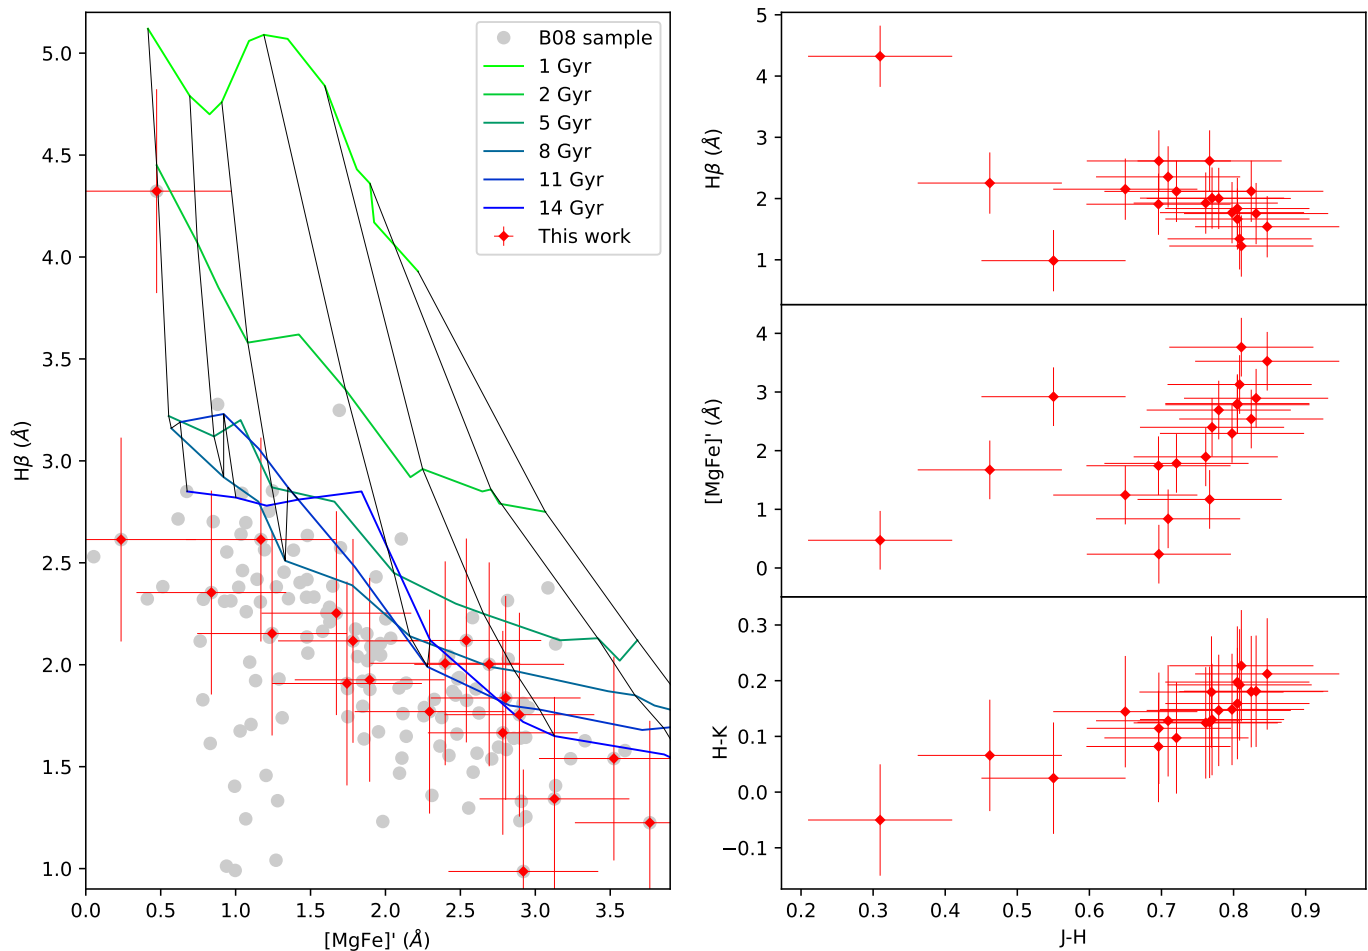 5.0
4.5
4.0
3.5
3.0
2.5
2.0
1.5
1.0
Hβ (Å)
0.0 0.5 1.0 1.5 2.0 2.5 3.0 3.5
[MgFe]' (Å)
B08 sample
1 Gyr
2 Gyr
5 Gyr
8 Gyr
11 Gyr
14 Gyr
This work
5
4
3
2
1
Hβ (Å)
4
3
2
1
0
[MgFe]' (Å)
0.3
0.2
0.1
0.0
−0.1
H-K
0.2 0.3 0.4 0.5 0.6 0.7 0.8 0.9
J-H